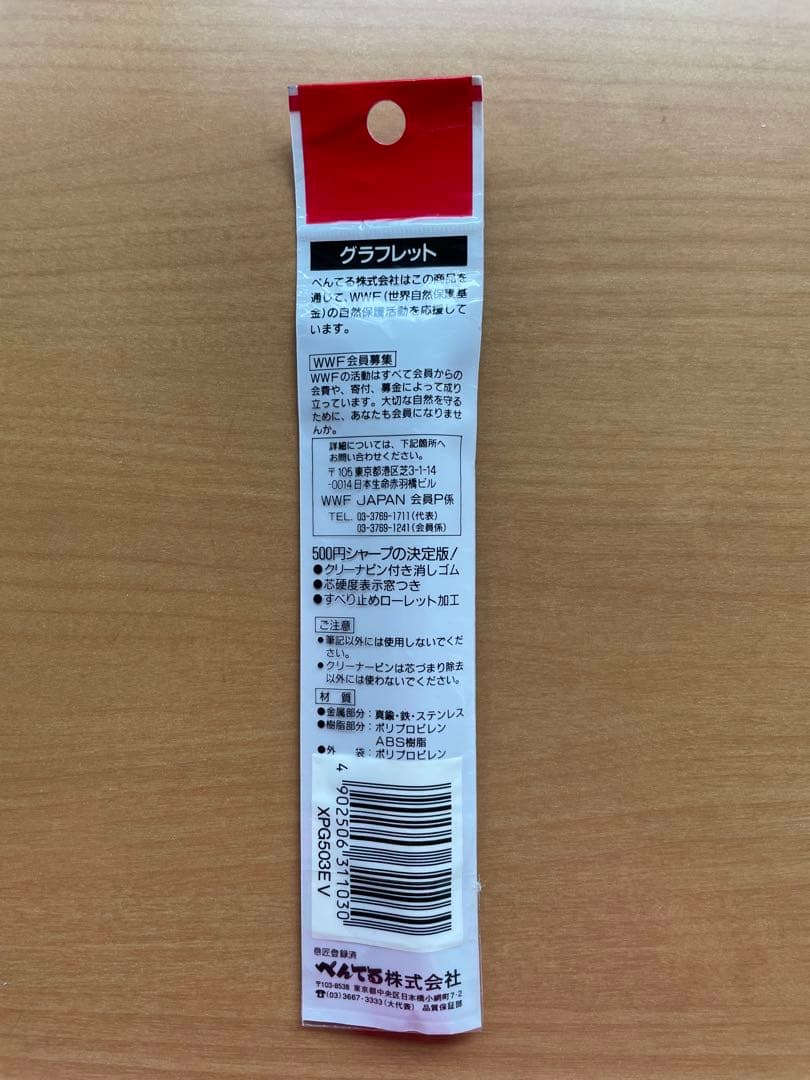 グラフレット
ぺんてる株式会社はこの商品を
通じて、WWF(世界自然保護基
金)の自然保護活動を応援して
います。
WWF会員募集
WWFの活動はすべて会員からの
会費や、寄付、募金によって成り
立っています。大切な自然を守る
ために、あなたも会員になりませ
んか。
詳細については、下記箇所へ
お問い合わせください。
〒105 東京都港区芝3-1-14
-0014 日本生命赤羽橋ビル
WWF JAPAN 会員P係
TEL. 03-3769-1711(代表)
03-3769-1241(会員係)
500円シャープの決定版!
●クリーナピン付き消しゴム
●芯硬度表示窓つき
●すべり止めローレット加工
ご注意
●筆記以外には使用しないでくだ
さい。
●クリーナーピンは芯づまり除去
以外には使わないでください。
材 質
●金属部分:真鍮・鉄・ステンレス
●樹脂部分:ポリプロピレン
ABS樹脂
●外 袋:ポリプロピレン
4 902506 311030
XPG503EV
意匠登録済
ぺんてる株式会社
〒103-8538 東京都中央区日本橋小網町7-2
☎(03)3667-3333(大代表) 品質保証部